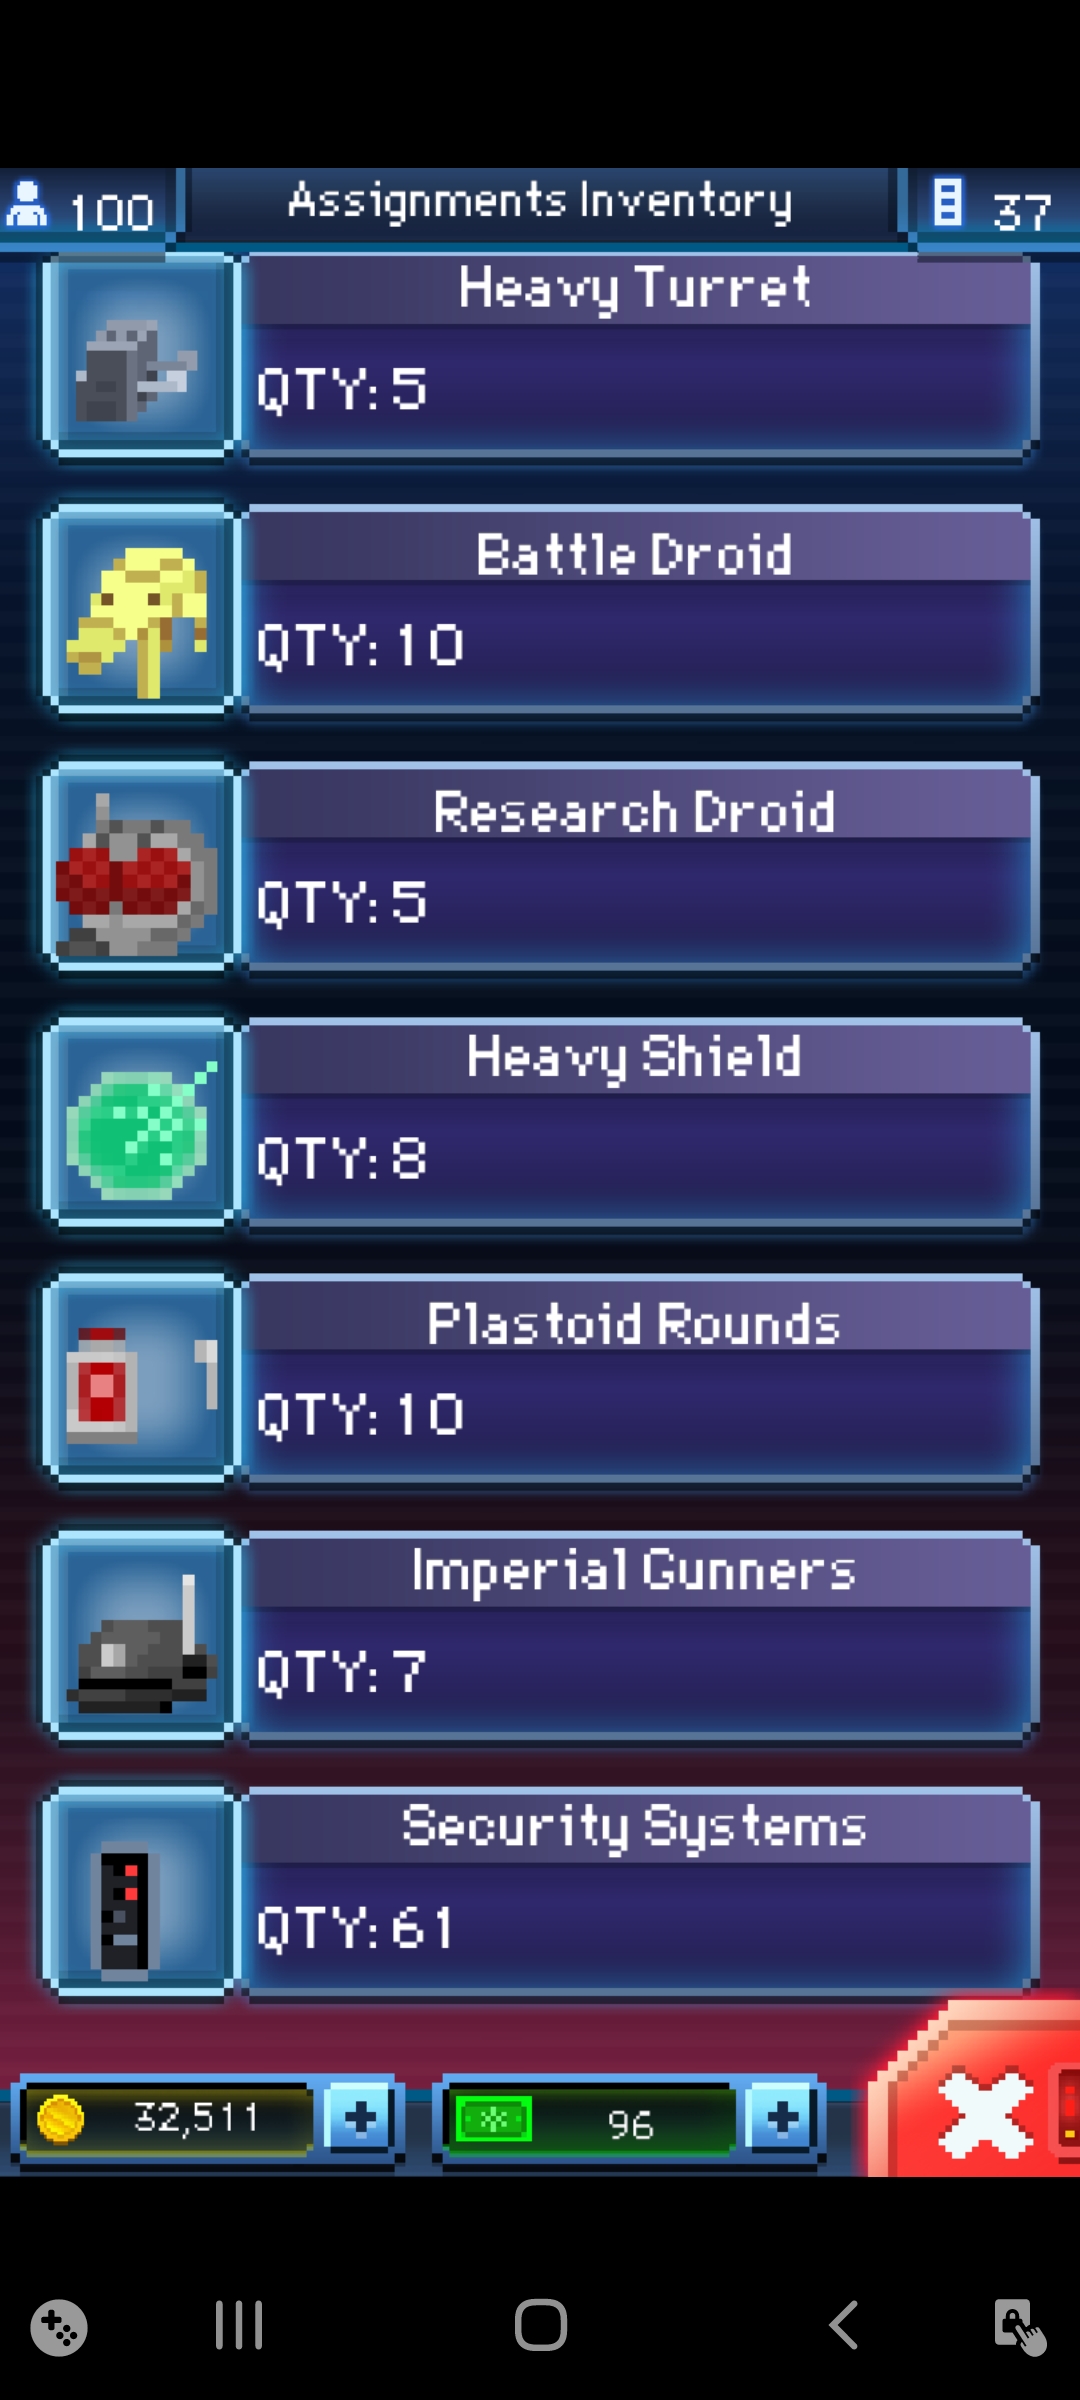 100
Assignments Inventory
37
Heavy Turret
QTY: 5
Battle Droid
QTY: 10
Research Droid
QTY: 5
Heavy Shield
QTY: 8
Plastoid Rounds
QTY: 10
Imperial Gunners
QTY: 7
Security Systems
QTY: 61
32,511
96